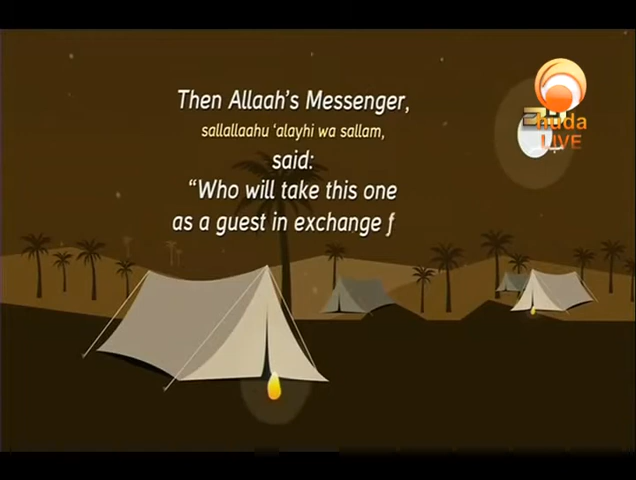 Then Allaah's Messenger,
sallallaahu 'alayhi wa sallam,
said:
"Who will take this one
as a guest in exchange f
huda
LIVE